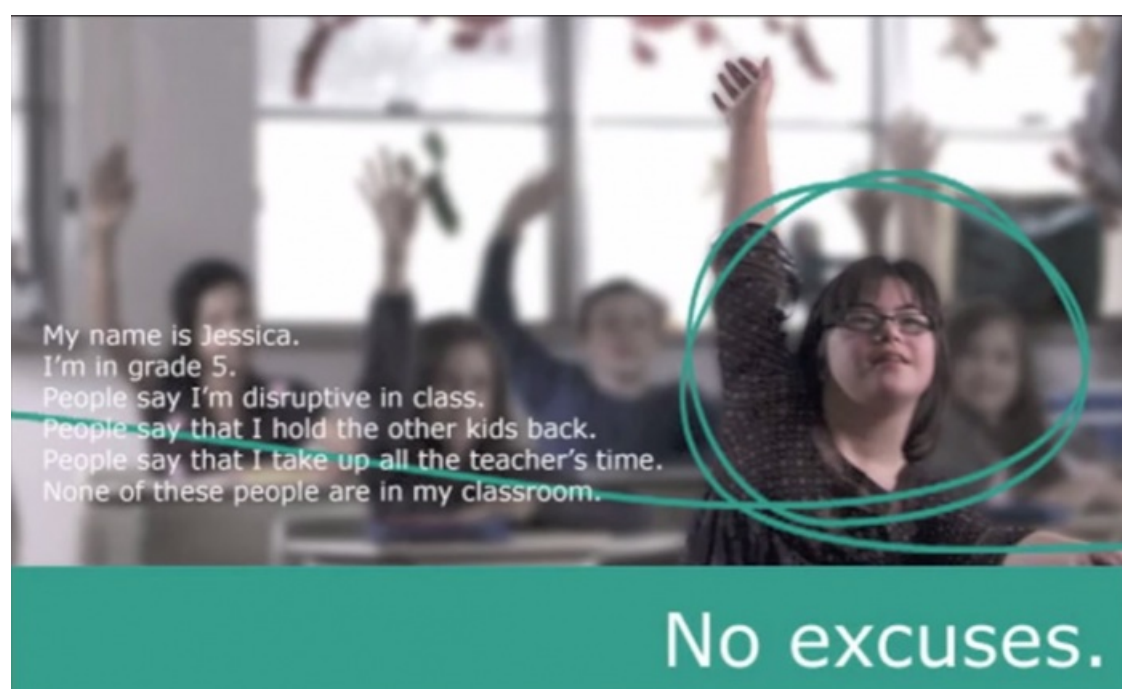 My name is Jessica.
I'm in grade 5.
People say I'm disruptive in class.
People say that I hold the other kids back.
People say that I take up all the teacher's time.
None of these people are in my classroom.
No excuses.